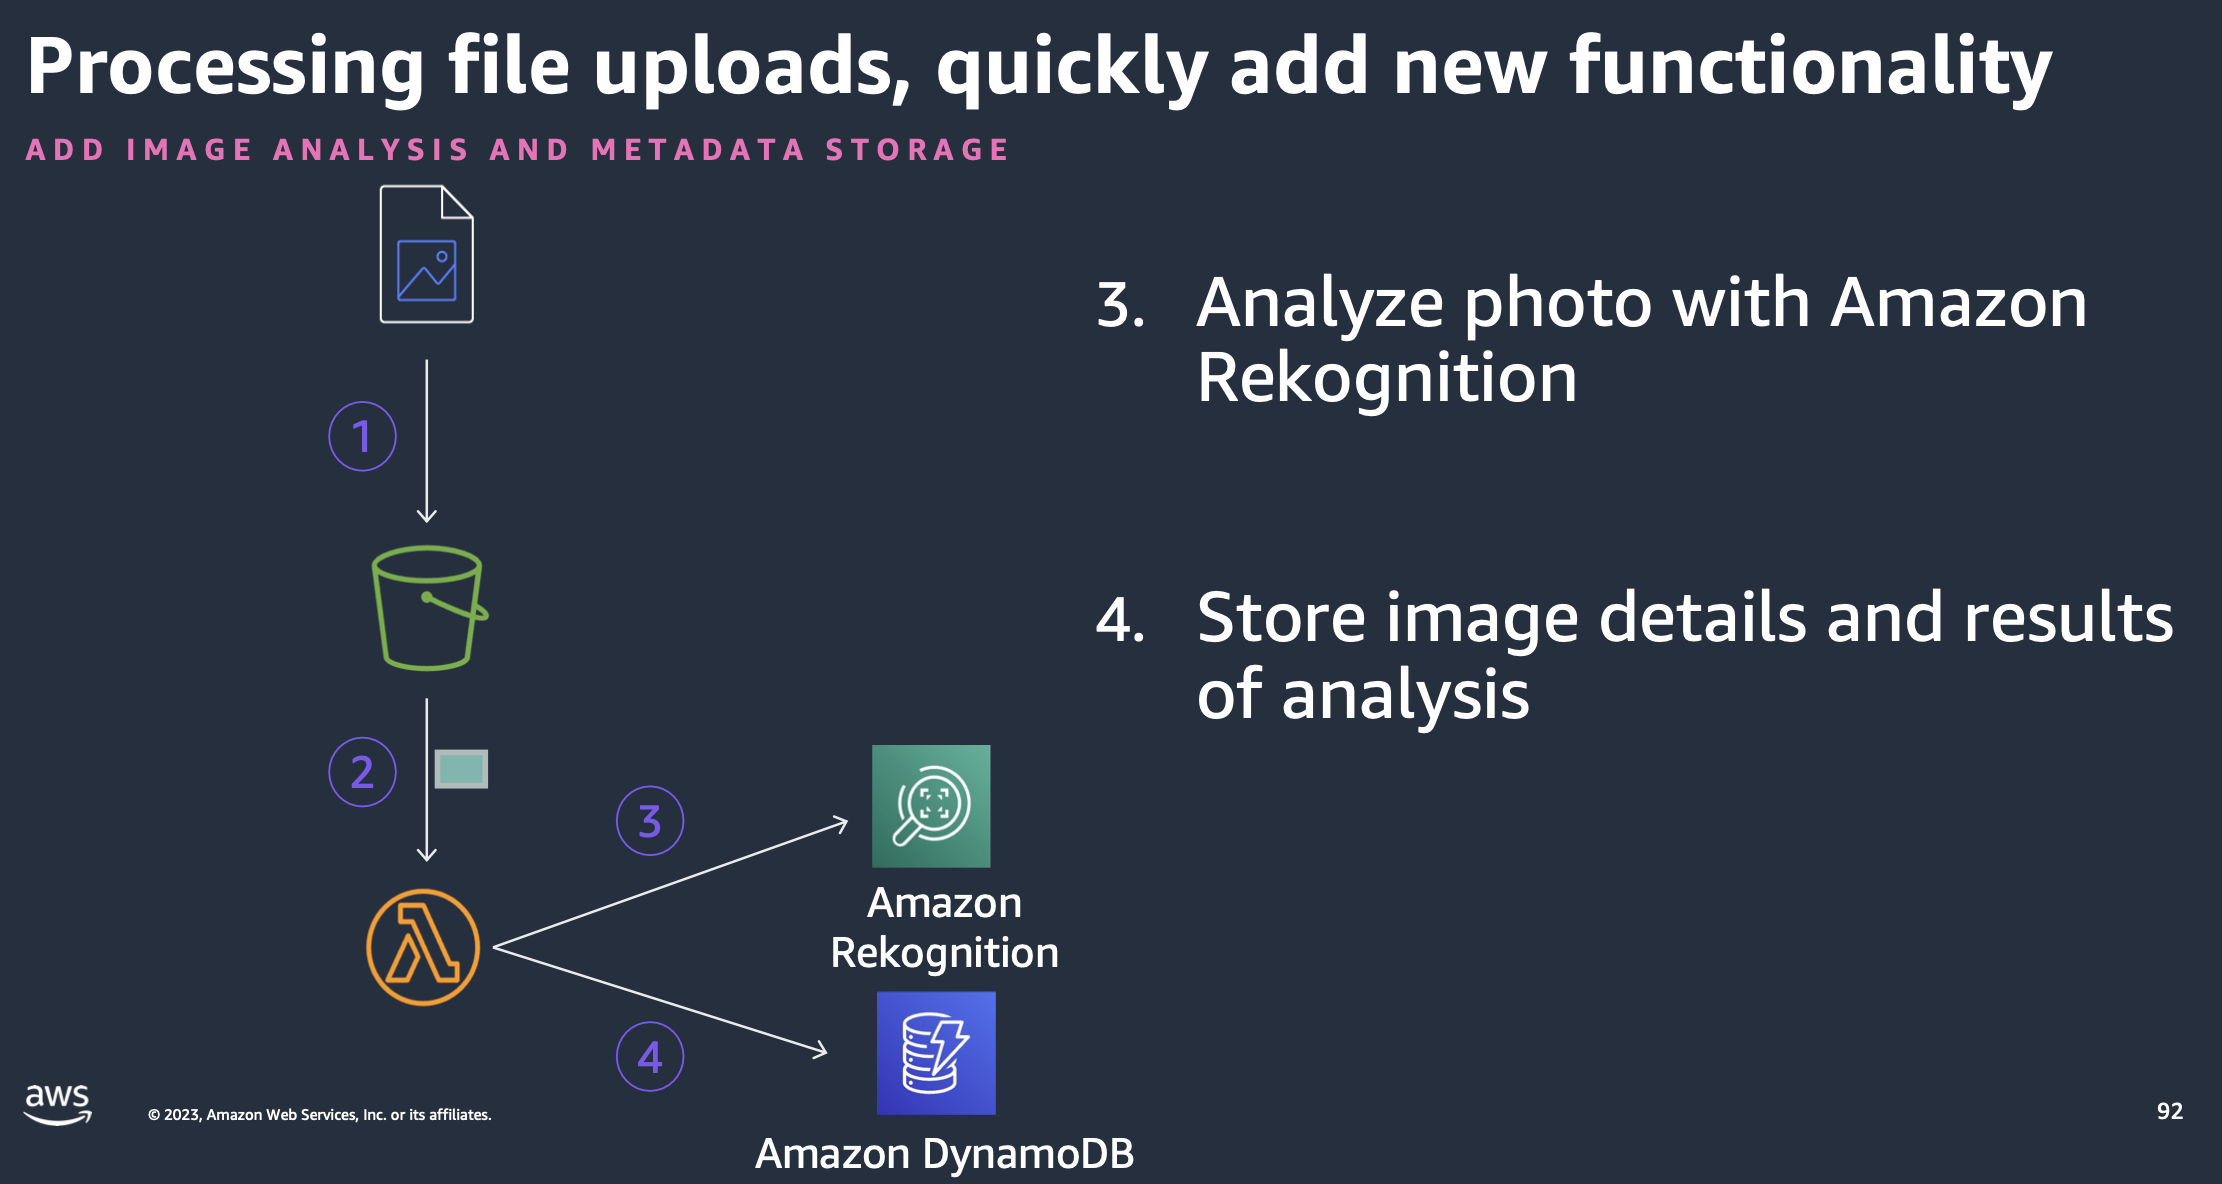 Processing file uploads, quickly add new functionality
ADD IMAGE ANALYSIS AND METADATA STORAGE
1
2
3
4
Amazon
Rekognition
Amazon DynamoDB
3. Analyze photo with Amazon
Rekognition
4. Store image details and results
of analysis
aws
© 2023, Amazon Web Services, Inc. or its affiliates.
92